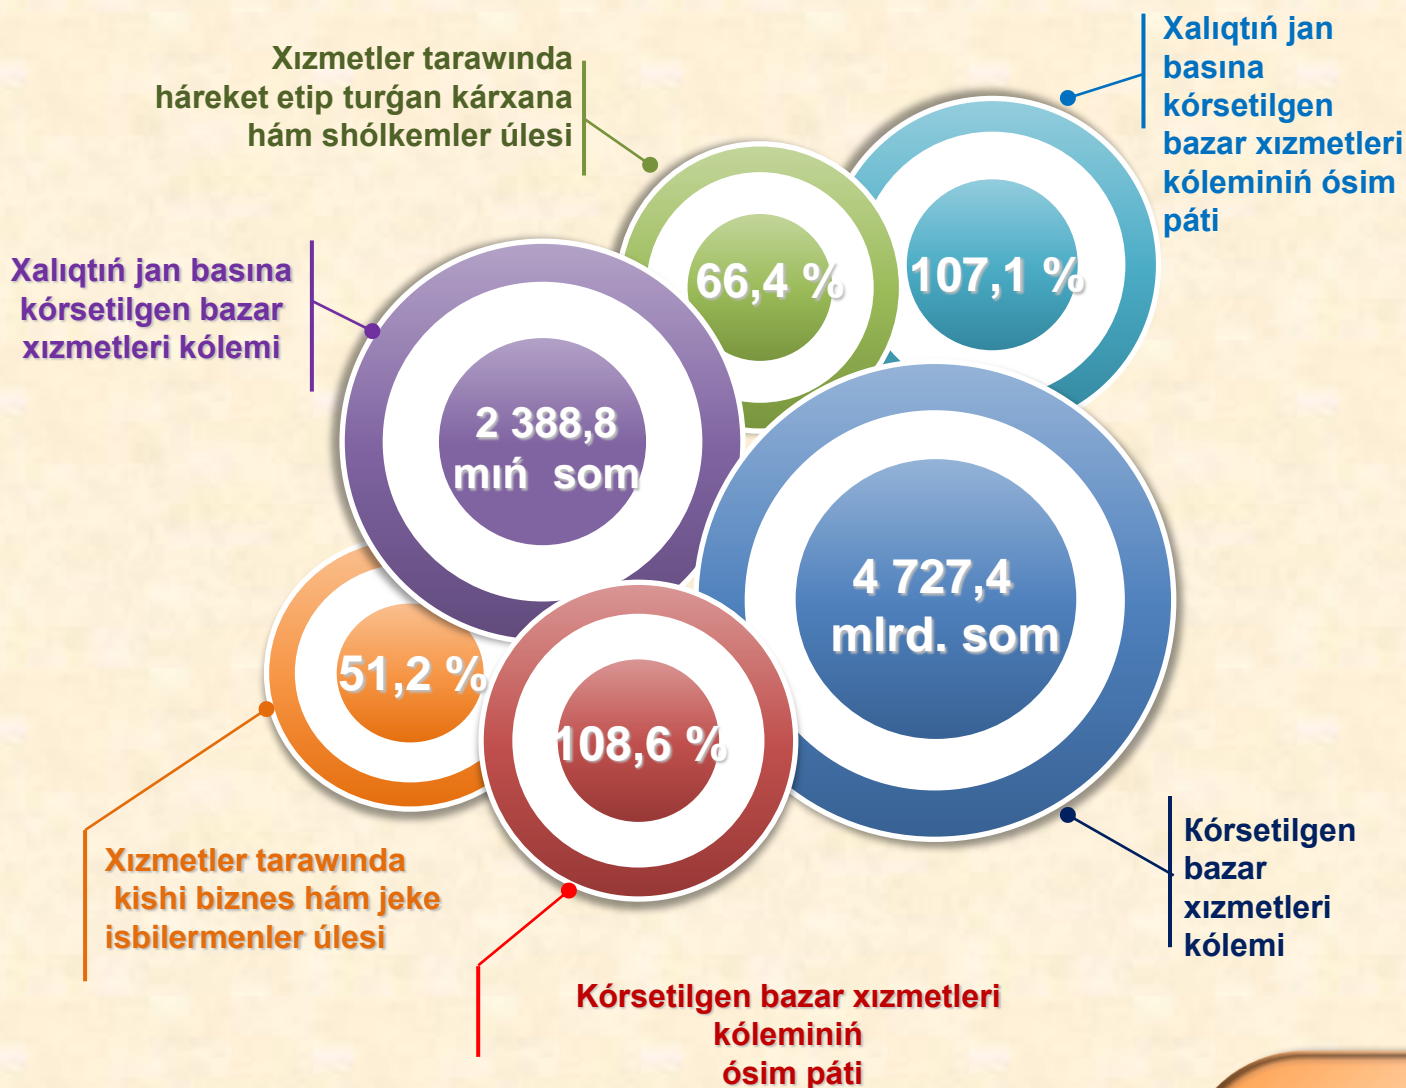 Xızmetler tarawında
háreket etip turǵan kárxana
hám shólkemler úlesi
Xalıqtıń jan
basına
kórsetilgen
bazar xızmetleri
kóleminiń ósim
páti
Xalıqtıń jan basına
kórsetilgen bazar
xızmetleri kólemi
66,4 %
107,1 %
2 388,8
mıń som
4 727,4
mlrd. som
51,2 %
108,6 %
Xızmetler tarawında
kishi biznes hám jeke
isbilermenler úlesi
Kórsetilgen
bazar
xızmetleri
kólemi
Kórsetilgen bazar xızmetleri
kóleminiń
ósim páti